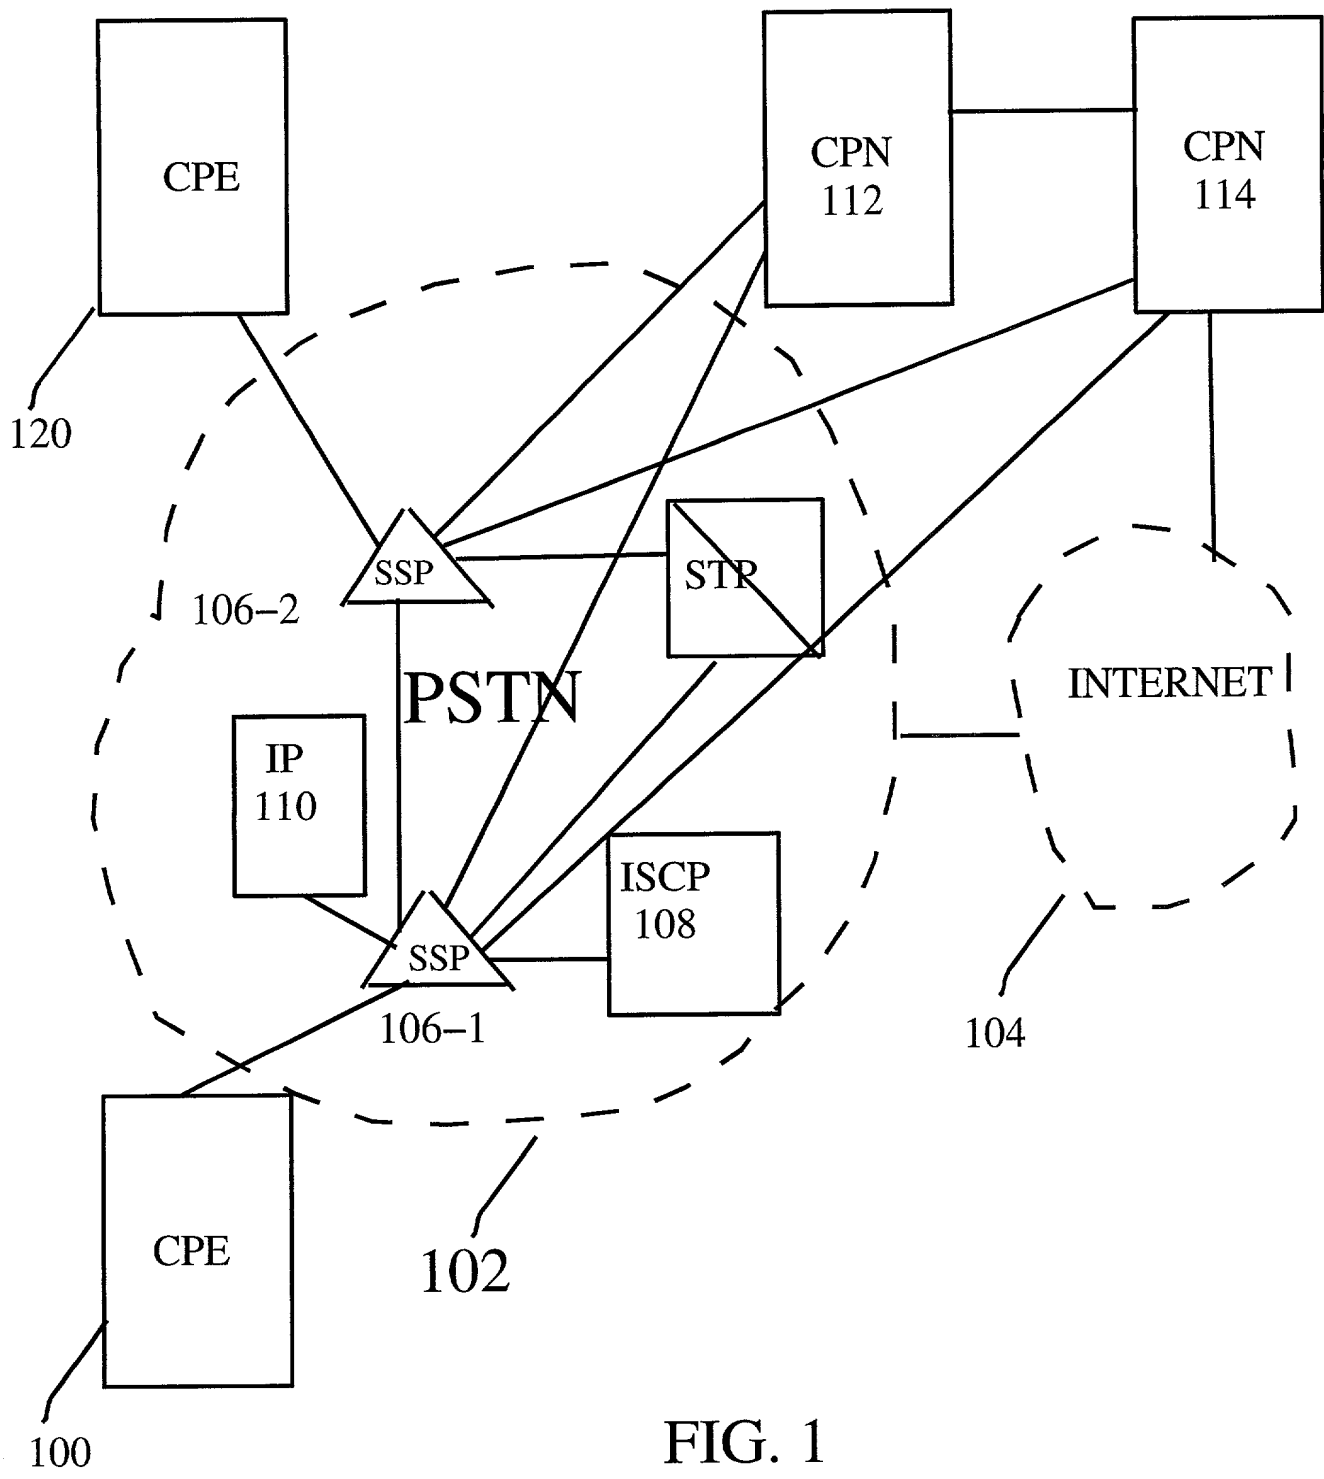 CPE
CPN
112
CPN
114
120
SSP
STP
106-2
PSTN
INTERNET
IP
110
ISCP
108
SSP
106-1
104
CPE
102
100
FIG. 1